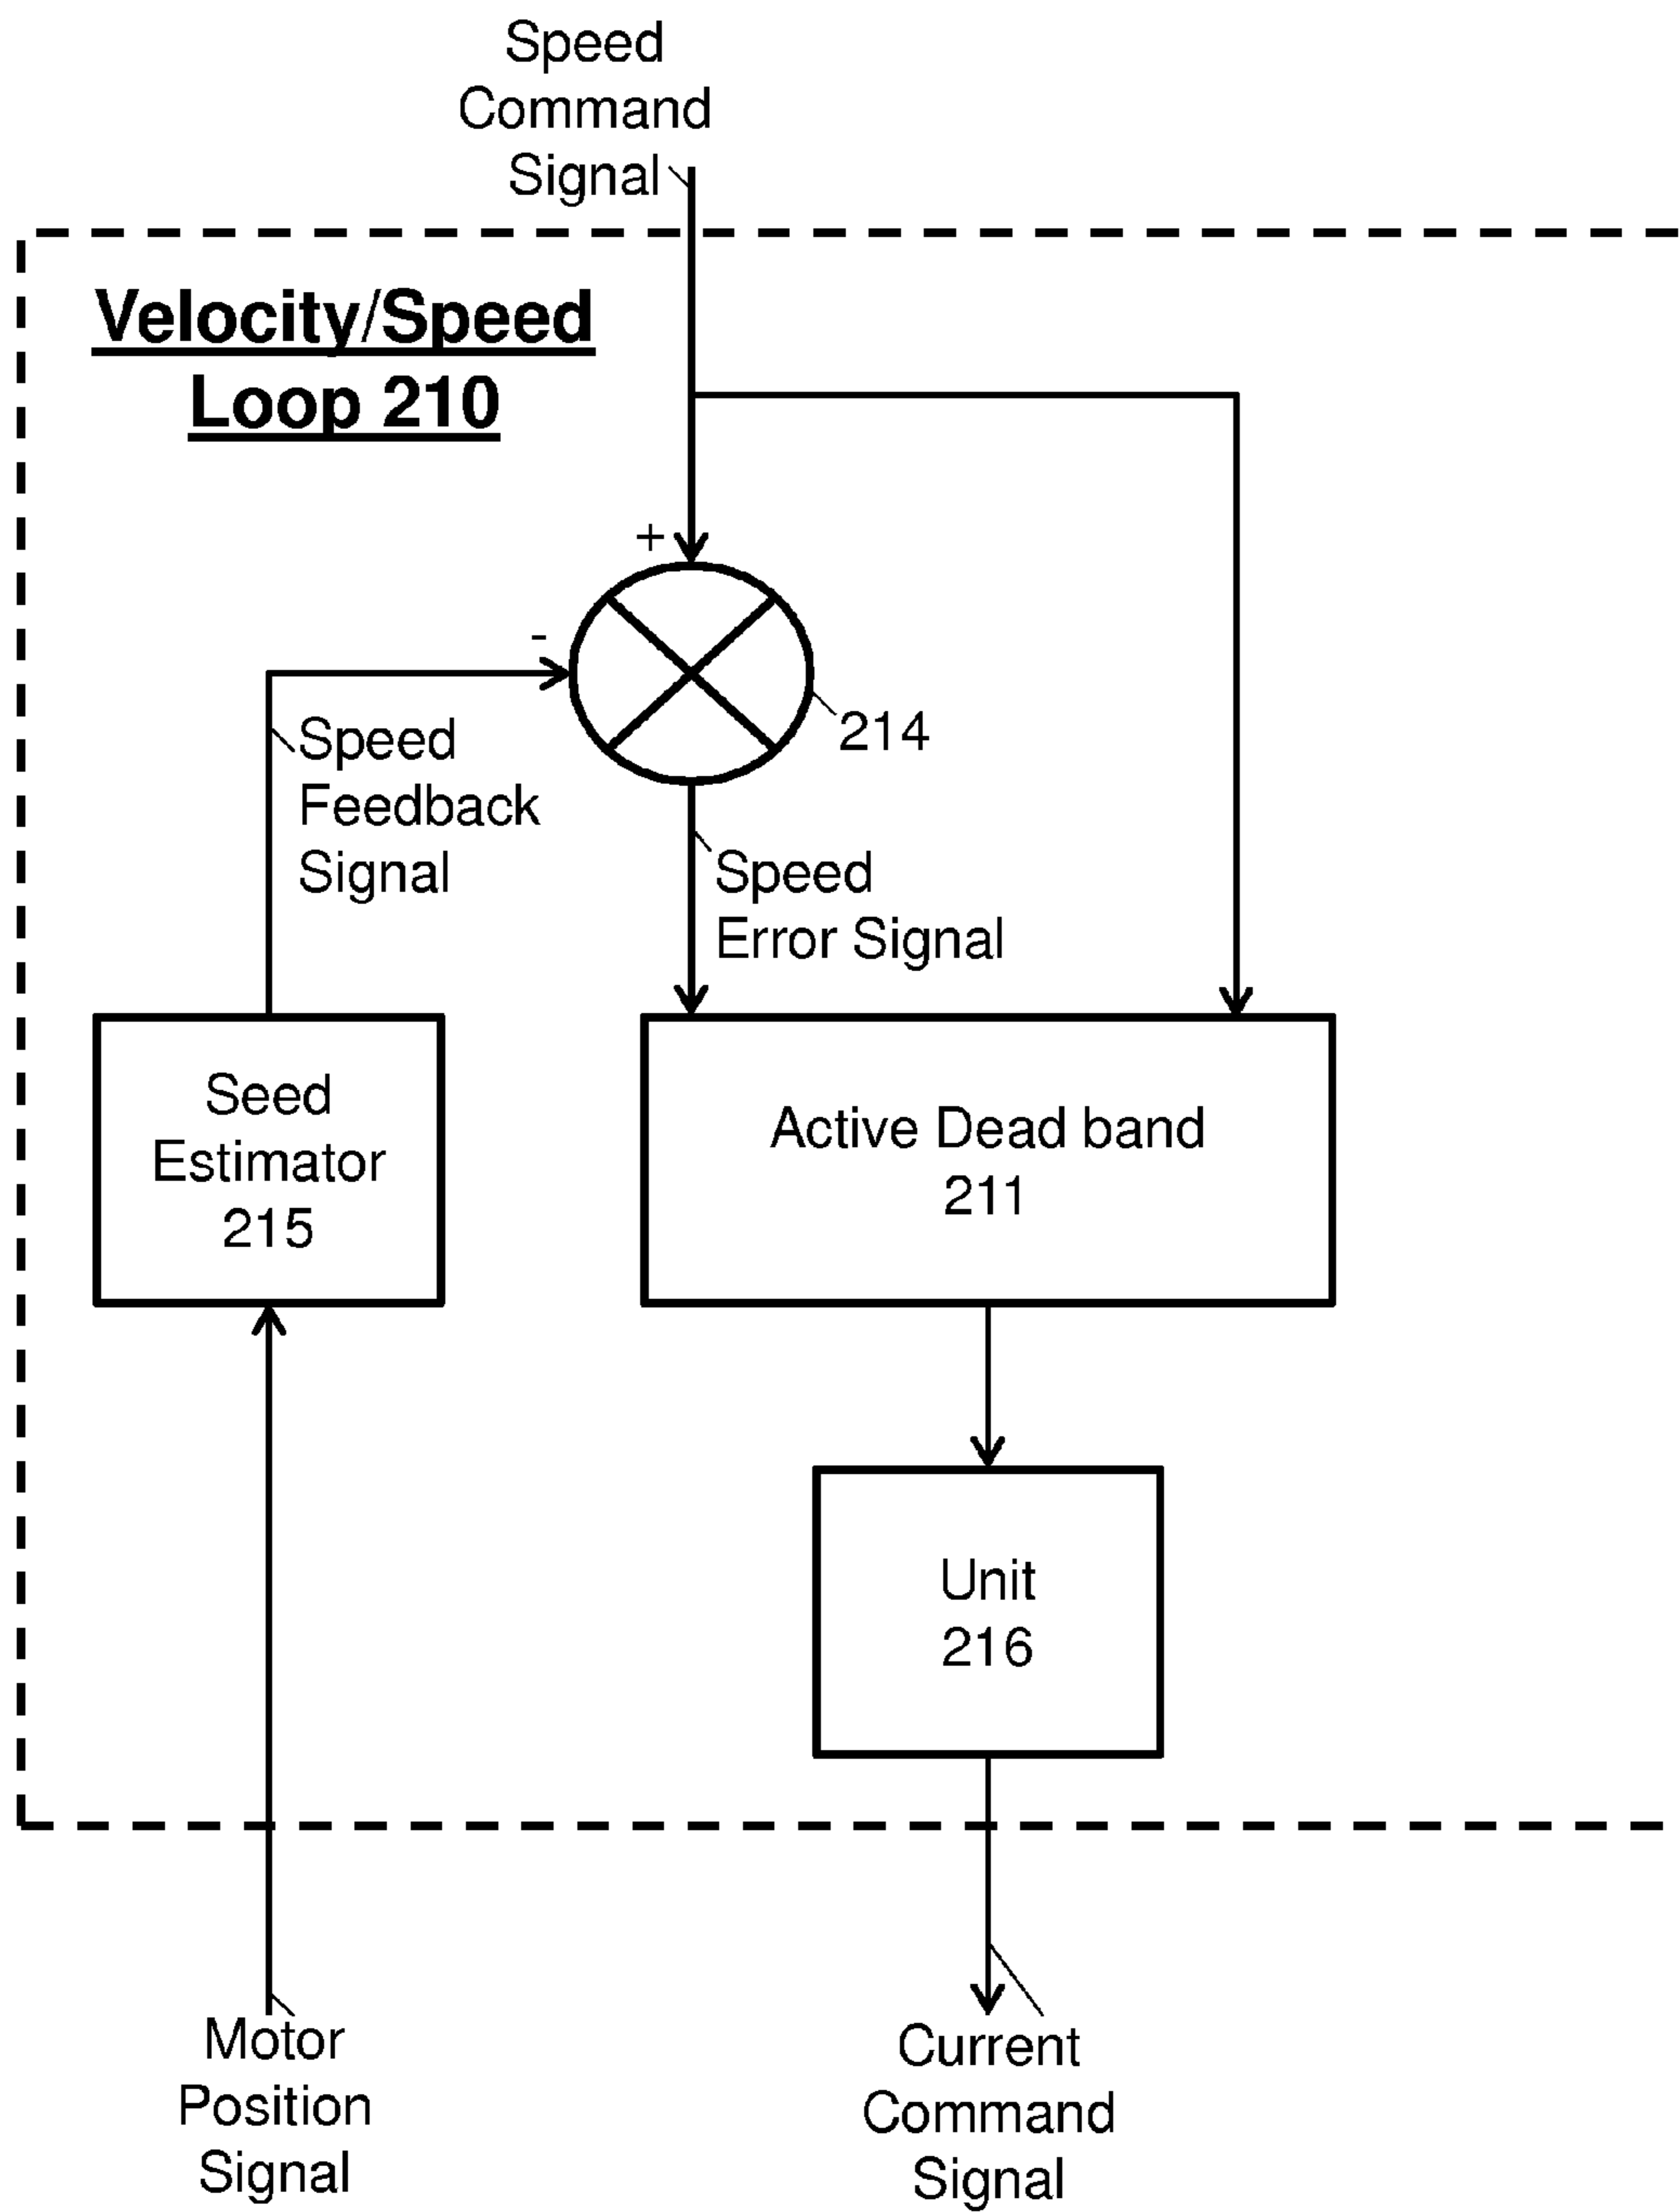 Speed
Command
Signal
Velocity/Speed
Loop 210
+
-
214
Speed
Feedback
Signal
Speed
Error Signal
Seed
Estimator
215
Active Dead band
211
Unit
216
Motor
Position
Signal
Current
Command
Signal